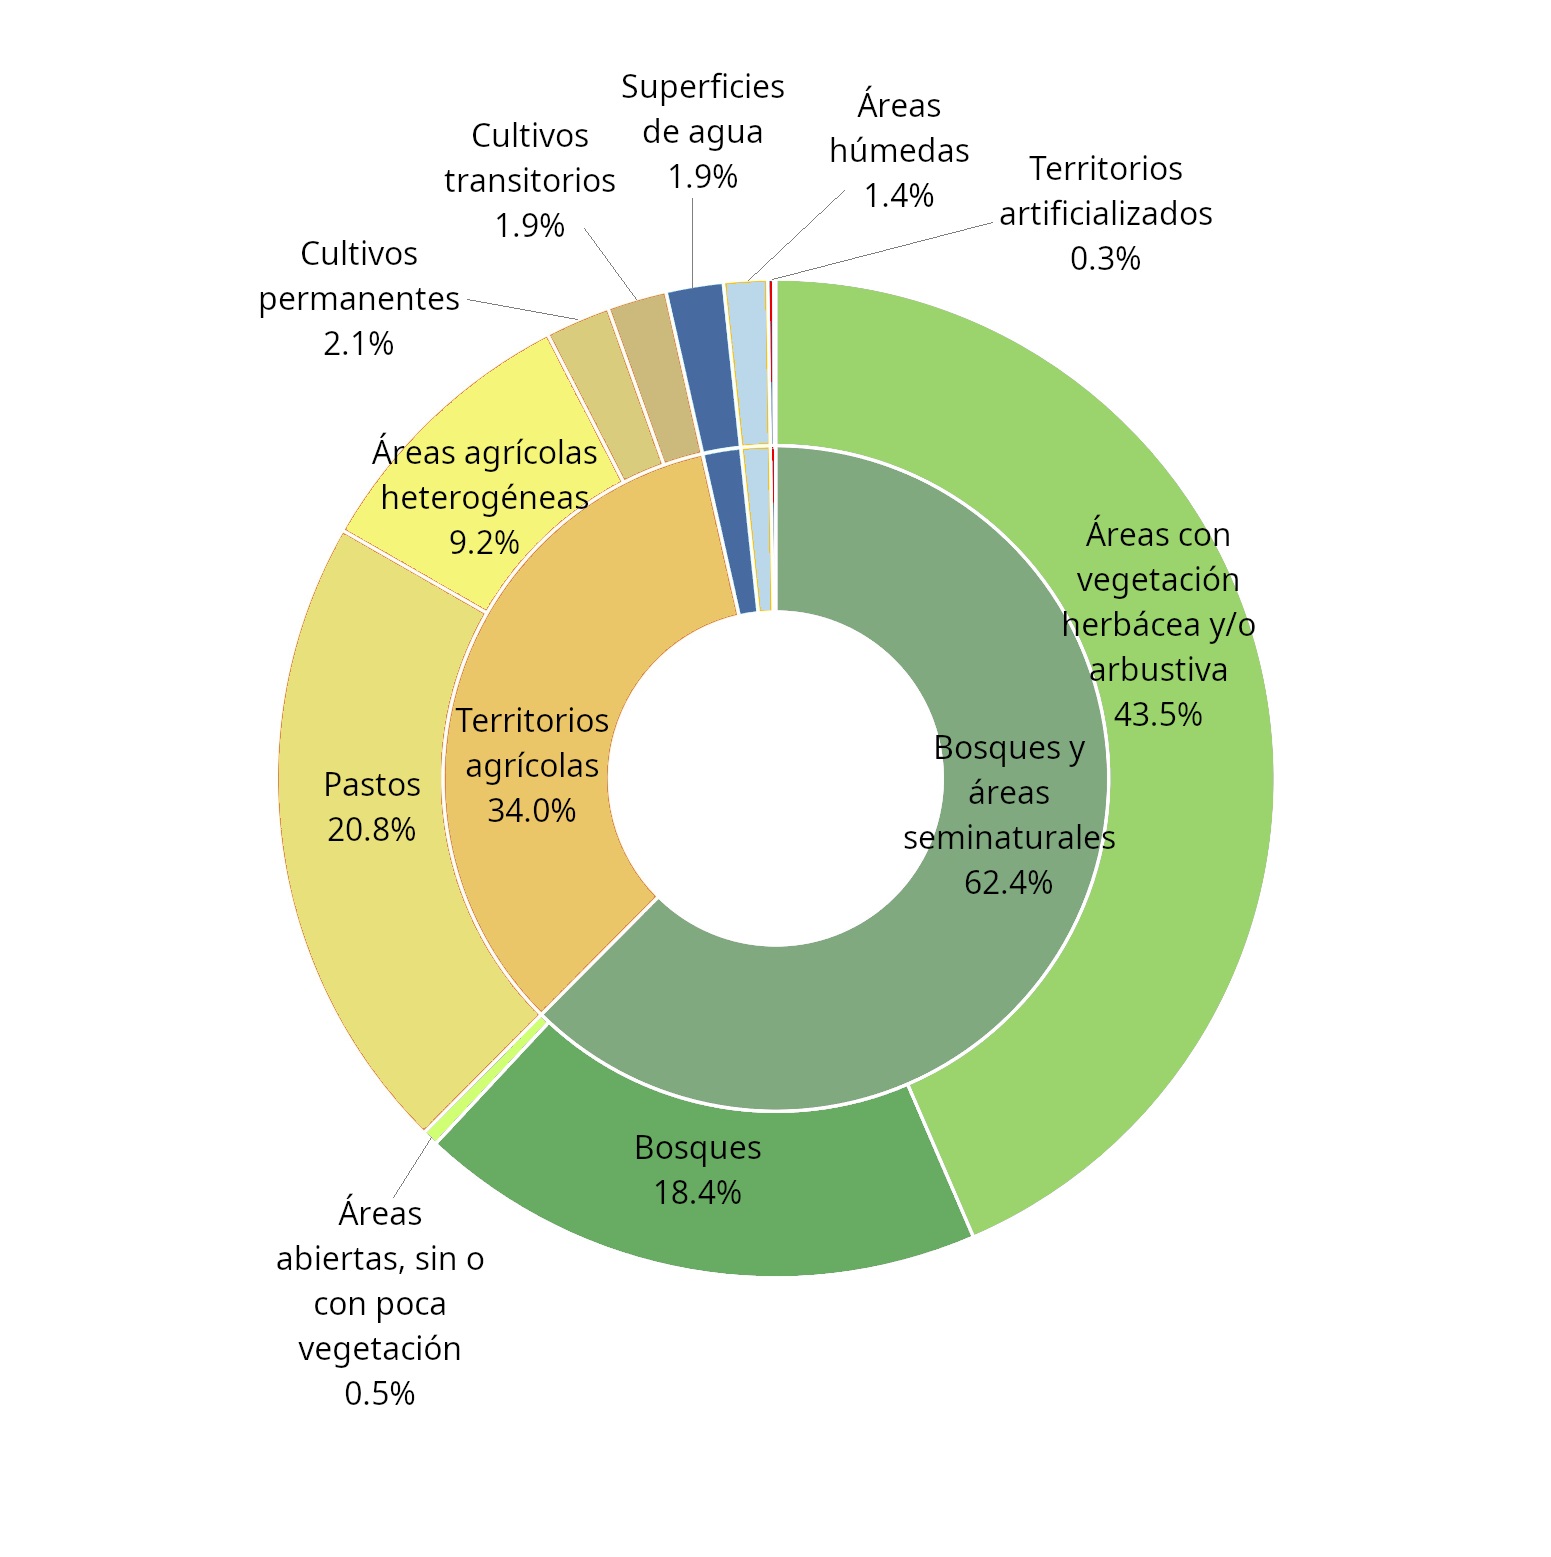 Superficies
de agua
1.9%
Áreas
húmedas
1.4%
Cultivos
transitorios
1.9%
Territorios
artificializados
0.3%
Cultivos
permanentes
2.1%
Áreas agrícolas
heterogéneas
9.2%
Áreas con
vegetación
herbácea y/o
arbustiva
43.5%
Territorios
agrícolas
34.0%
Bosques y
áreas
seminaturales
62.4%
Pastos
20.8%
Bosques
18.4%
Áreas
abiertas, sin o
con poca
vegetación
0.5%